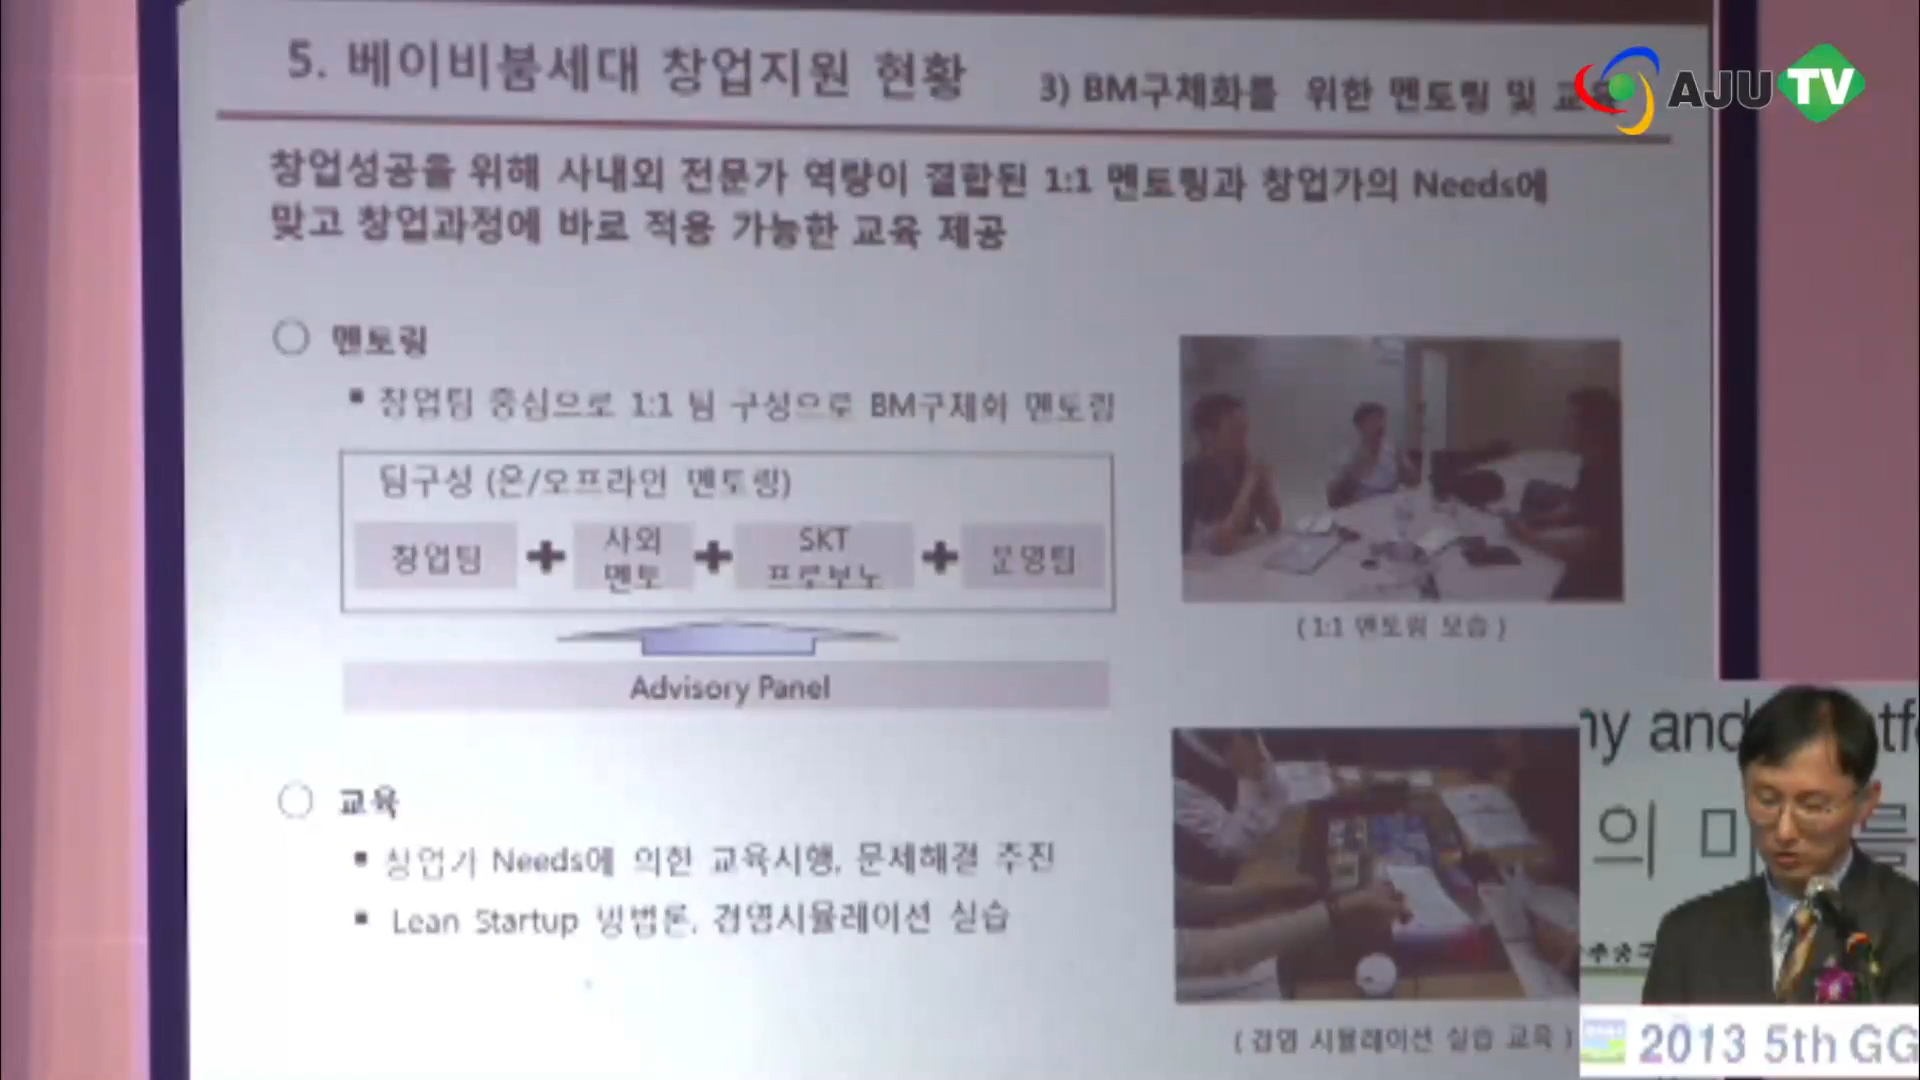 5. 베이비붐세대 창업지원 현황
3) BM구체화를 위한 멘토링 및
AJU TV
창업성공을 위해 사내외 전문가 역량이 결합된 1:1 멘토링과 창업가의 Needs에
맞고 창업과정에 바로 적용 가능한 교육 제공
멘토링
창업팀 중심으로 1:1 팀 구성으로 BM구체화 멘토링
팀구성 (온/오프라인 멘토링)
창업팀 + 사외 멘토 + SKT 프로보노 + 운영팀
Advisory Panel
(1:1 멘토링 모습)
교육
창업가 Needs에 의한 교육시행, 문제해결 추진
Lean Startup 방법론, 경영시뮬레이션 실습
(경영 시뮬레이션 실습 교육)
and
의
2013 5th GG